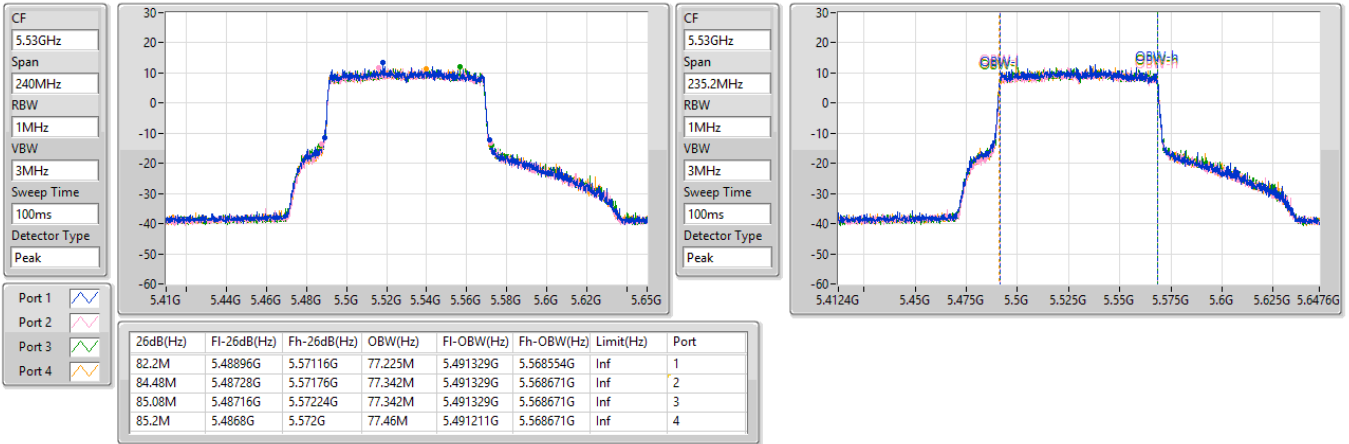 CF
5.53GHz
Span
240MHz
RBW
1MHz
VBW
3MHz
Sweep Time
100ms
Detector Type
Peak
Port 1
Port 2
Port 3
Port 4
30
20
10
0
-10
-20
-30
-40
-50
-60
5.41G 5.44G 5.46G 5.48G 5.5G 5.52G 5.54G 5.56G 5.58G 5.6G 5.62G 5.65G
CF
5.53GHz
Span
235.2MHz
RBW
1MHz
VBW
3MHz
Sweep Time
100ms
Detector Type
Peak
30
20
10
0
-10
-20
-30
-40
-50
-60
OBW-l OBW-h
5.4124G 5.45G 5.475G 5.5G 5.525G 5.55G 5.575G 5.6G 5.625G 5.6476G
26dB(Hz) Fl-26dB(Hz) Fh-26dB(Hz) OBW(Hz) Fl-OBW(Hz) Fh-OBW(Hz) Limit(Hz) Port
82.2M 5.48896G 5.57116G 77.225M 5.491329G 5.568554G Inf 1
84.48M 5.48728G 5.57176G 77.342M 5.491329G 5.568671G Inf 2
85.08M 5.48716G 5.57224G 77.342M 5.491329G 5.568671G Inf 3
85.2M 5.4868G 5.572G 77.46M 5.491211G 5.568671G Inf 4